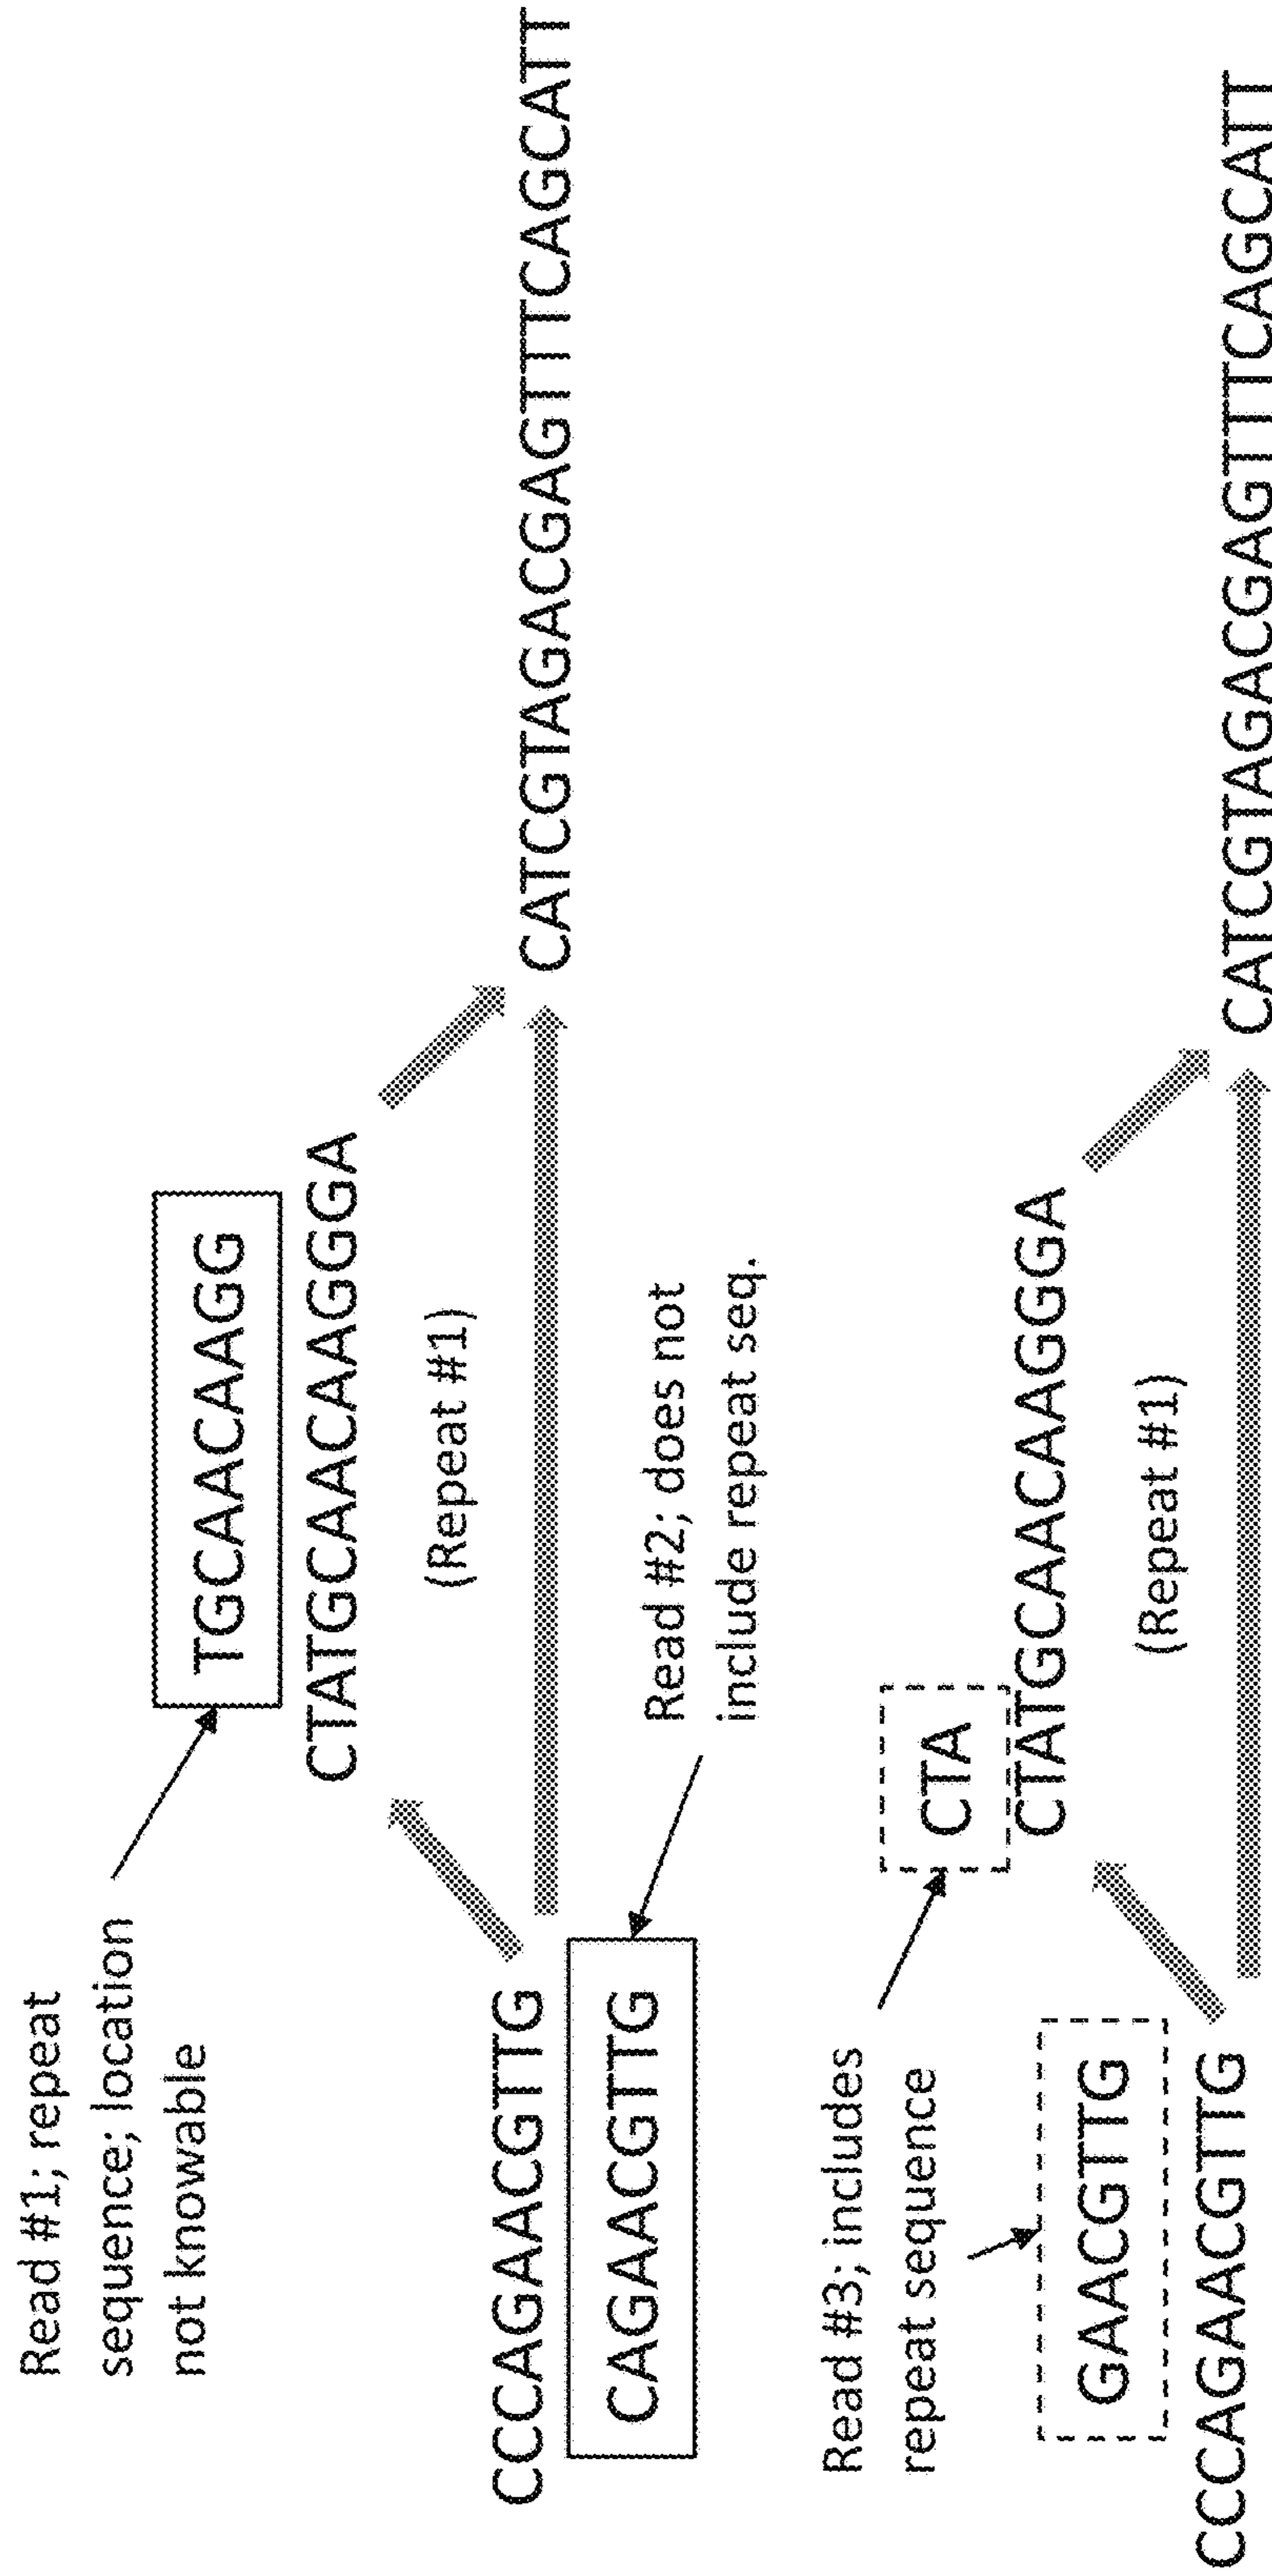 Read #1; repeat
sequence; location
not knowable
TGCAACAAGG
CTATGCAACAAGGGA
(Repeat #1)
CCCAGAACGTTG
CATCGTAGACGAGTTTCAGCATT
CAGAACGTTG
Read #2; does not
include repeat seq.
Read #3; includes
repeat sequence
CTA
CTATGCAACAAGGGA
(Repeat #1)
GAACGTTG
CCCAGAACGTTG
CATCGTAGACGAGTTTCAGCATT